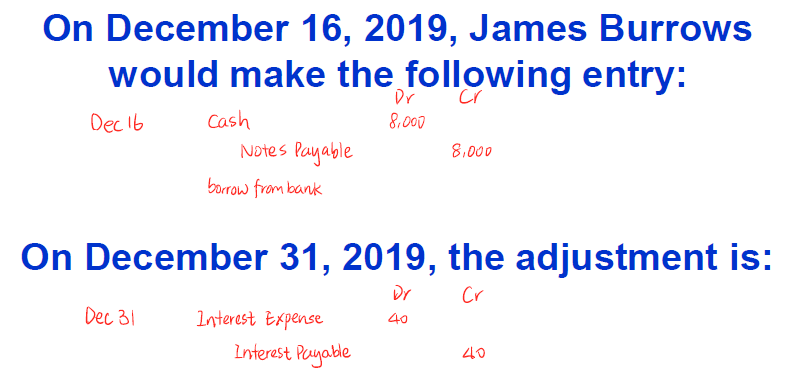 On December 16, 2019, James Burrows
would make the following entry:
Dr Cr
Dec 16 Cash 8,000
Notes Payable 8,000
borrow from bank
On December 31, 2019, the adjustment is:
Dr Cr
Dec 31 Interest Expense 40
Interest Payable 40